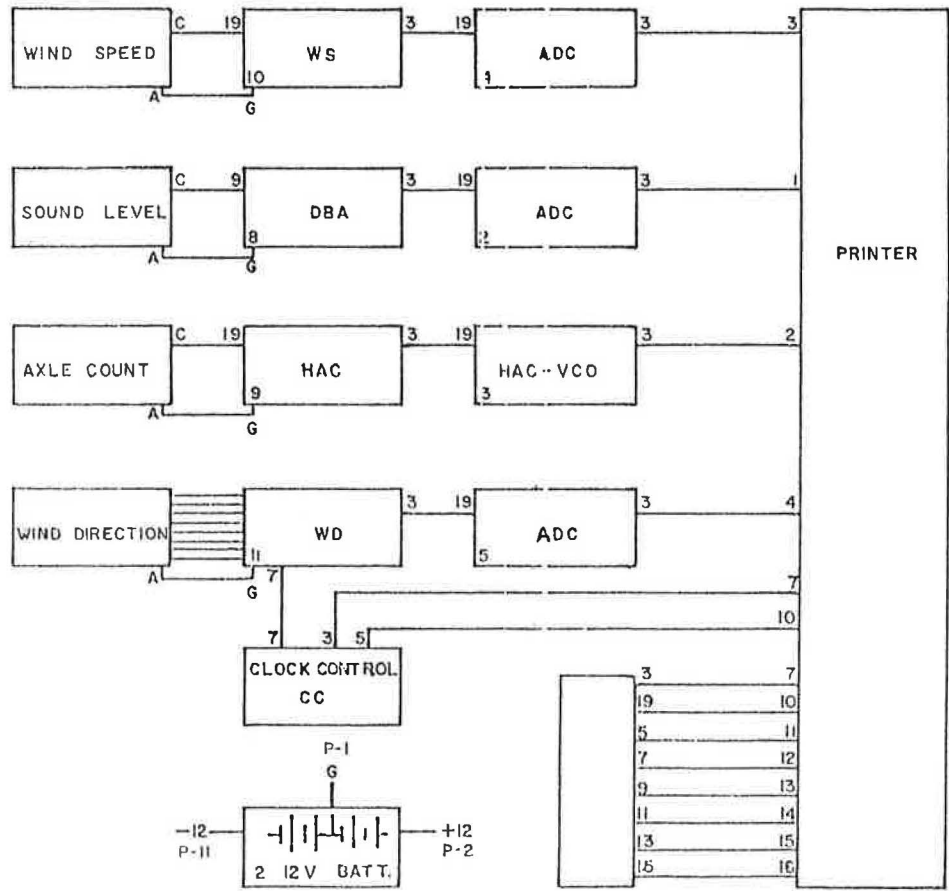 C 19 3 19 3 3
WIND SPEED WS ADC
10 1
A G
C 9 3 19 3 1
SOUND LEVEL DBA ADC
8 2
A G
PRINTER
C 19 3 19 3 2
AXLE COUNT HAC HAC-VCO
9 3
A G
3 19 3 4
WIND DIRECTION WD ADC
11 5
A G 7
7
10
7 3 5
CLOCK CONTROL
CC
3 7
19 10
5 11
7 12
9 13
11 14
13 15
16
P-1
G
-12 +12
P-11 P-2
2 12V BATT.